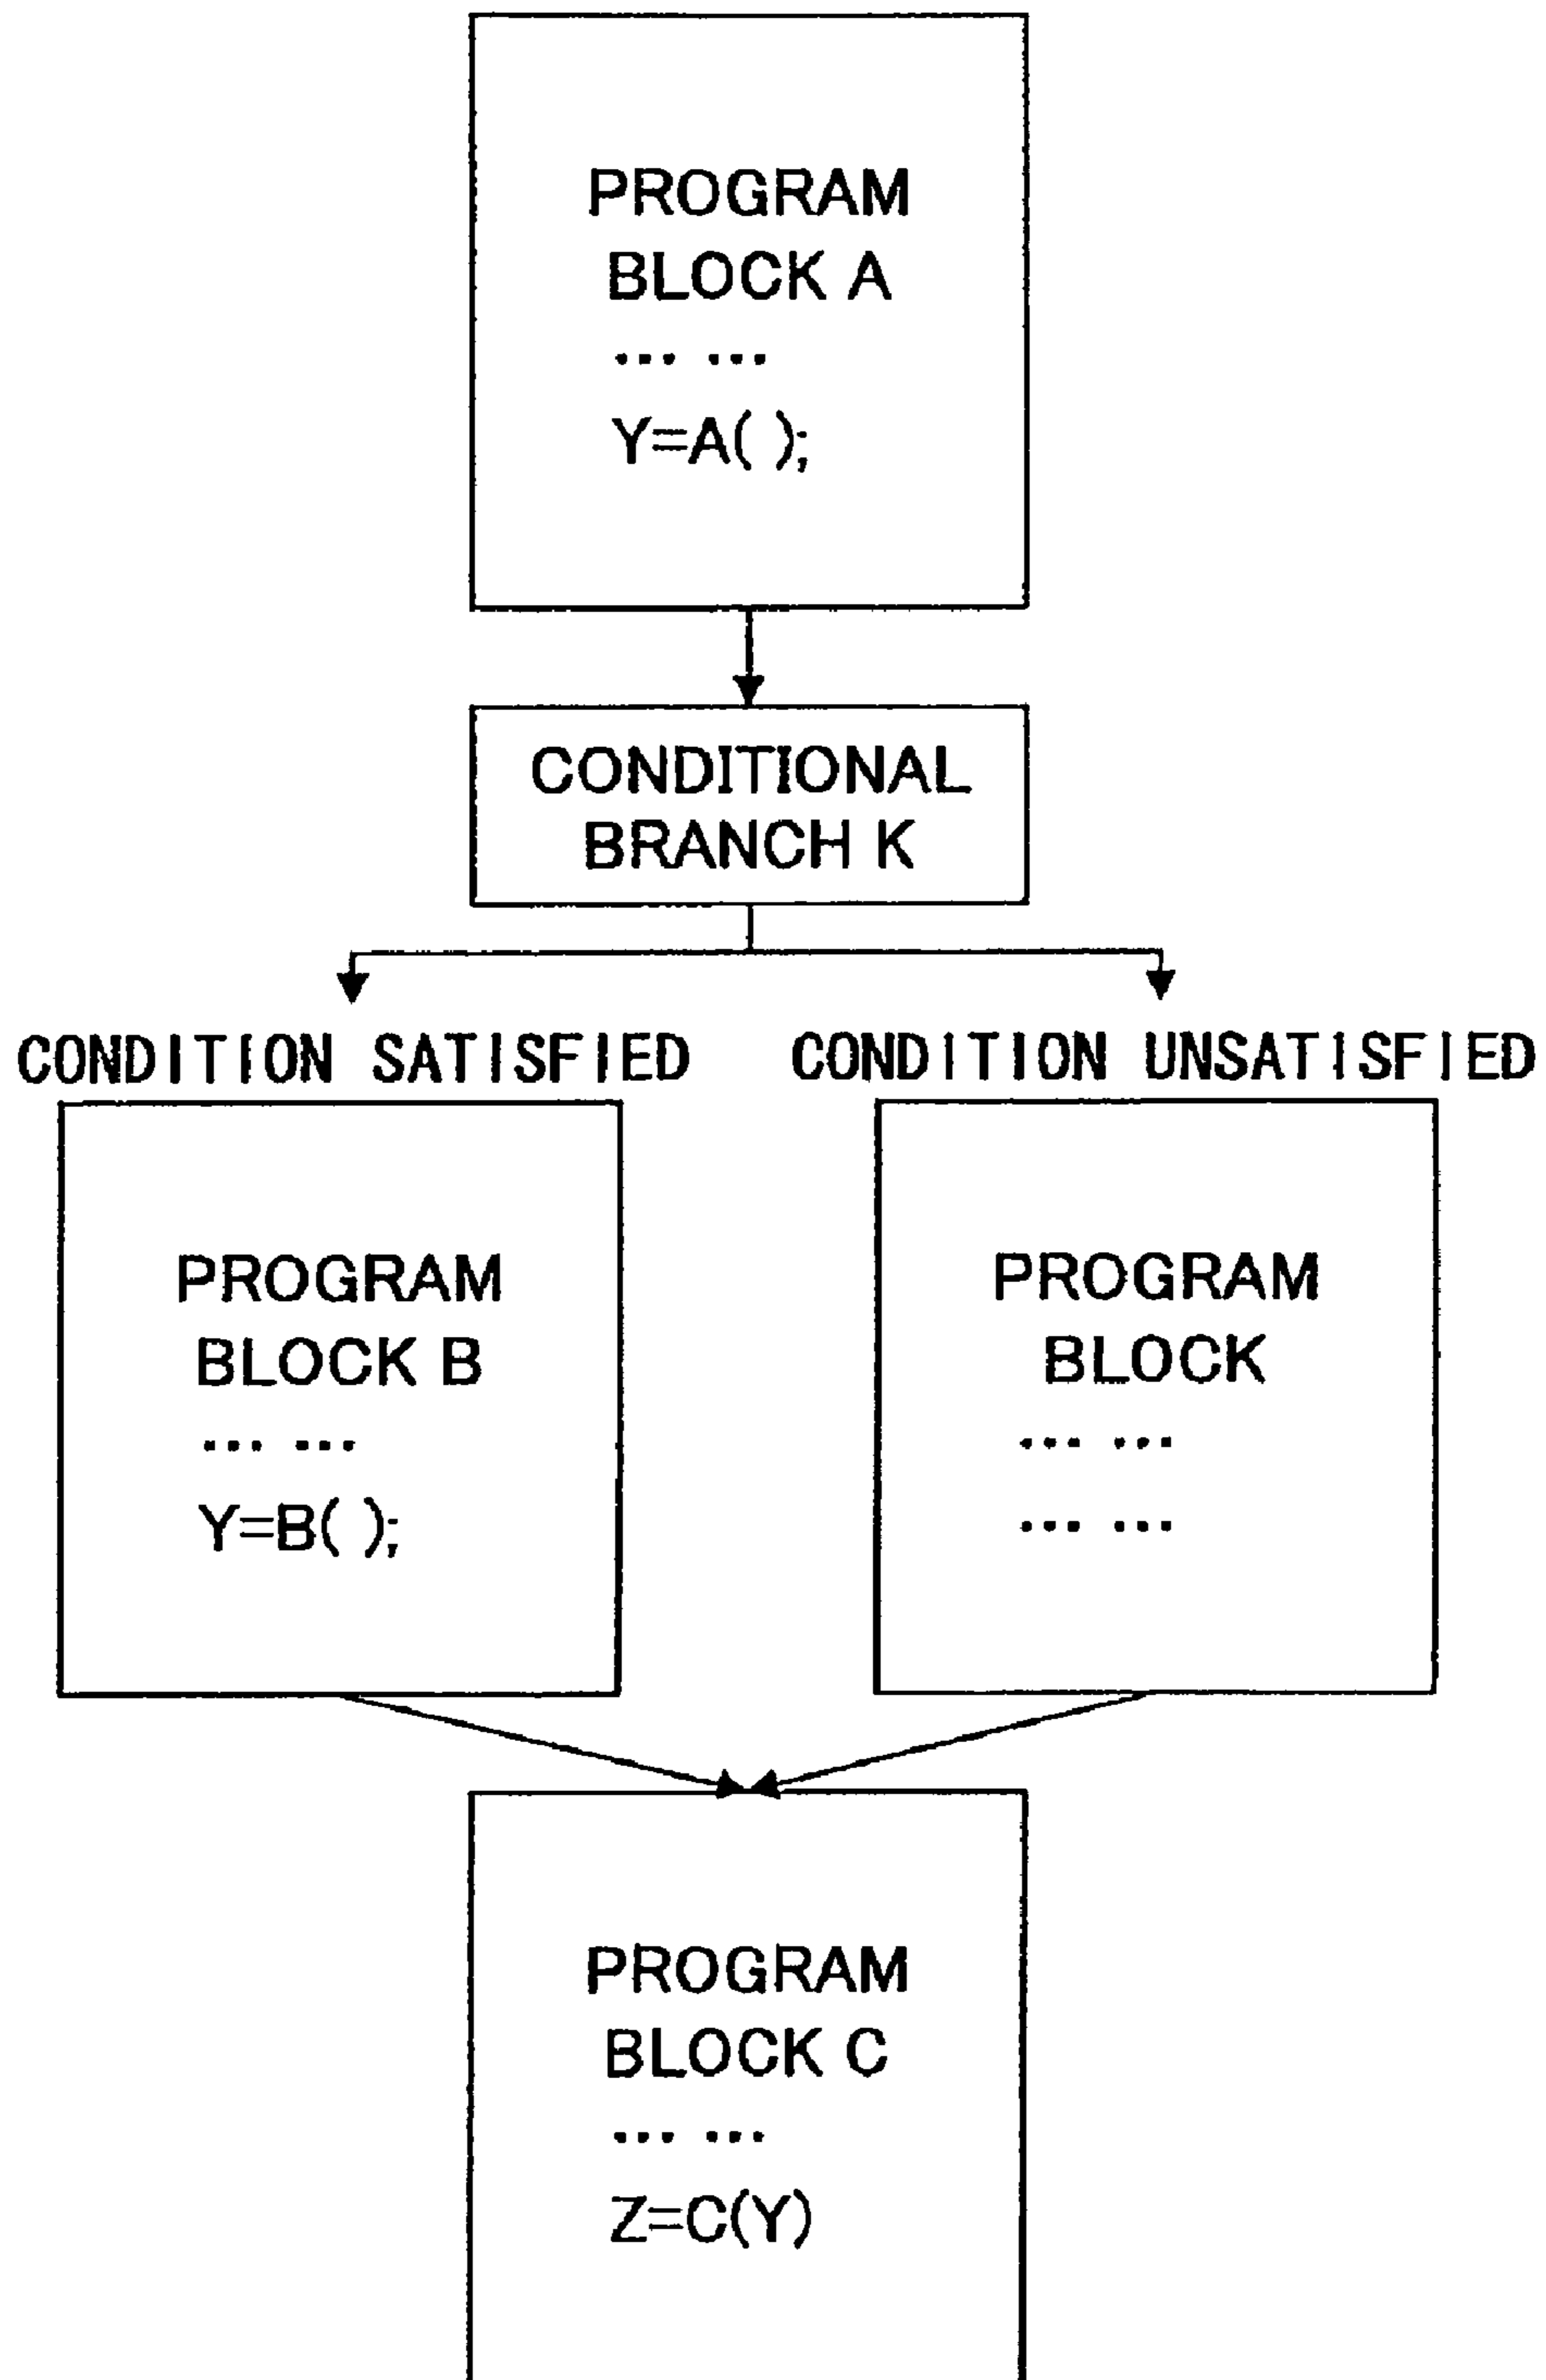 PROGRAM
BLOCK A
... ...
Y=A( );
CONDITIONAL
BRANCH K
CONDITION SATISFIED
CONDITION UNSATISFIED
PROGRAM
BLOCK B
... ...
Y=B( );
PROGRAM
BLOCK
... ...
... ...
PROGRAM
BLOCK C
... ...
Z=C(Y)